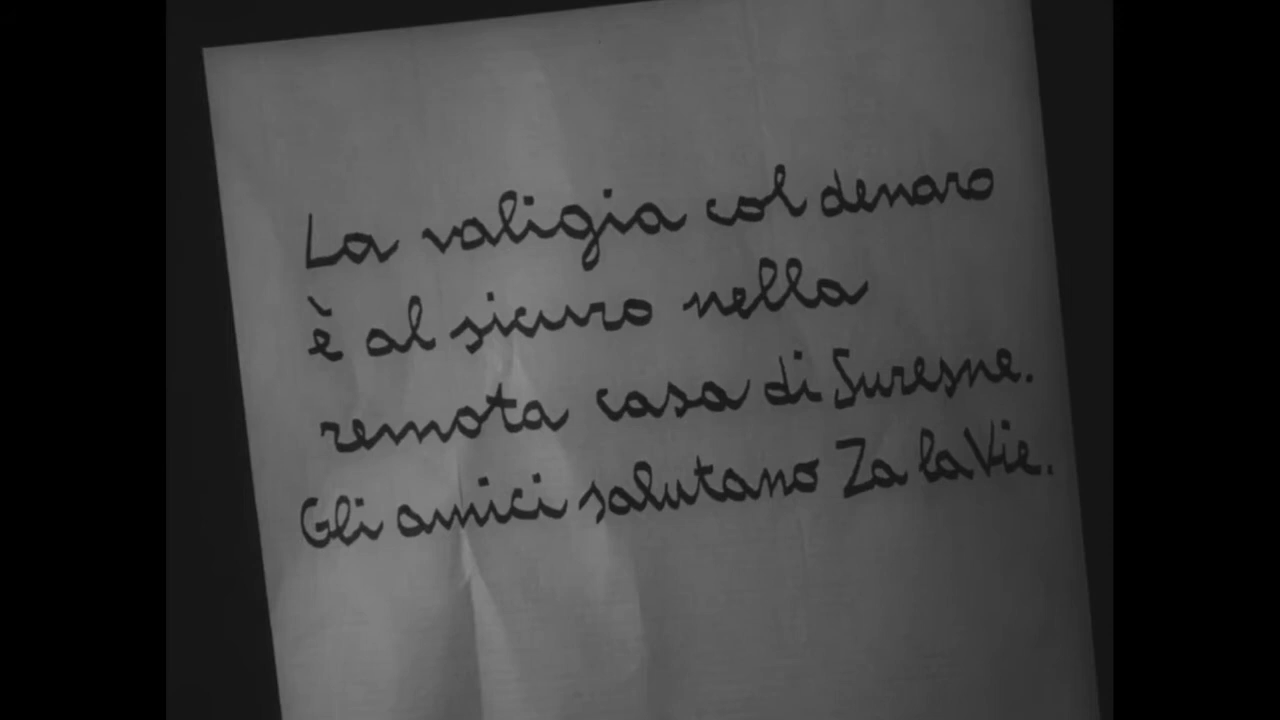 La valigia col denaro
è al sicuro nella
remota casa di Suresne.
Gli amici salutano Za la Vie.